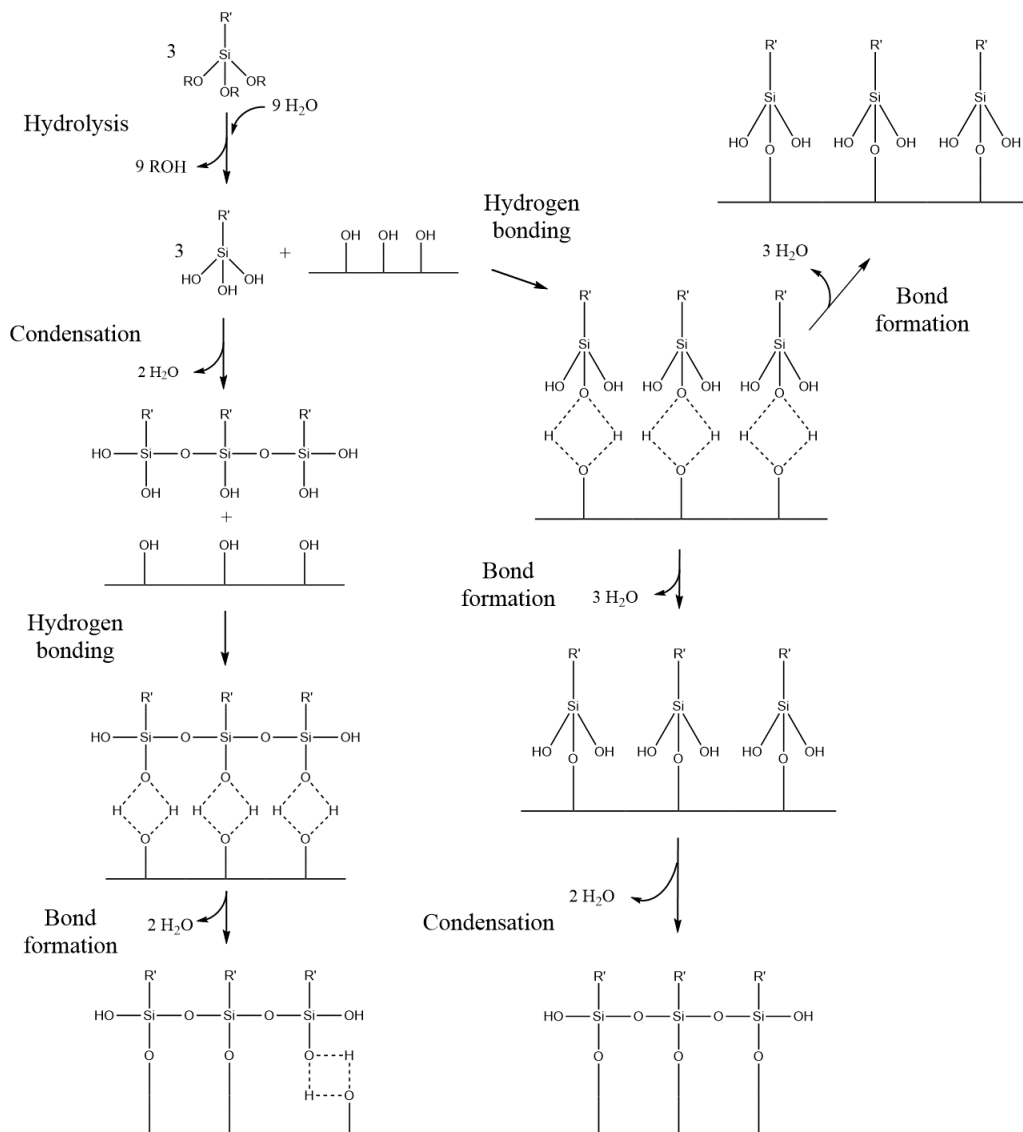 R'
3
Si
RO OR
OR
9 H₂O
Hydrolysis
9 ROH
R'
3 Si
HO OH
OH
+
OH OH OH
Condensation
2 H₂O
R' R' R'
HO Si O Si O Si OH
OH OH OH
+
OH OH OH
Hydrogen
bonding
R' R' R'
HO Si O Si O Si OH
O O O
H H H H H H
O O O
Bond
formation
2 H₂O
R' R' R'
HO Si O Si O Si OH
O O O H
H O
Hydrogen
bonding
R' R' R'
Si Si Si
HO OH HO OH HO OH
O O O
H H H H H H
O O O
3 H₂O
Bond
formation
R' R' R'
Si Si Si
HO OH HO OH HO OH
O O O
Bond
formation
3 H₂O
R' R' R'
Si Si Si
HO OH HO OH HO OH
O O O
2 H₂O
Condensation
R' R' R'
HO Si O Si O Si OH
O O O